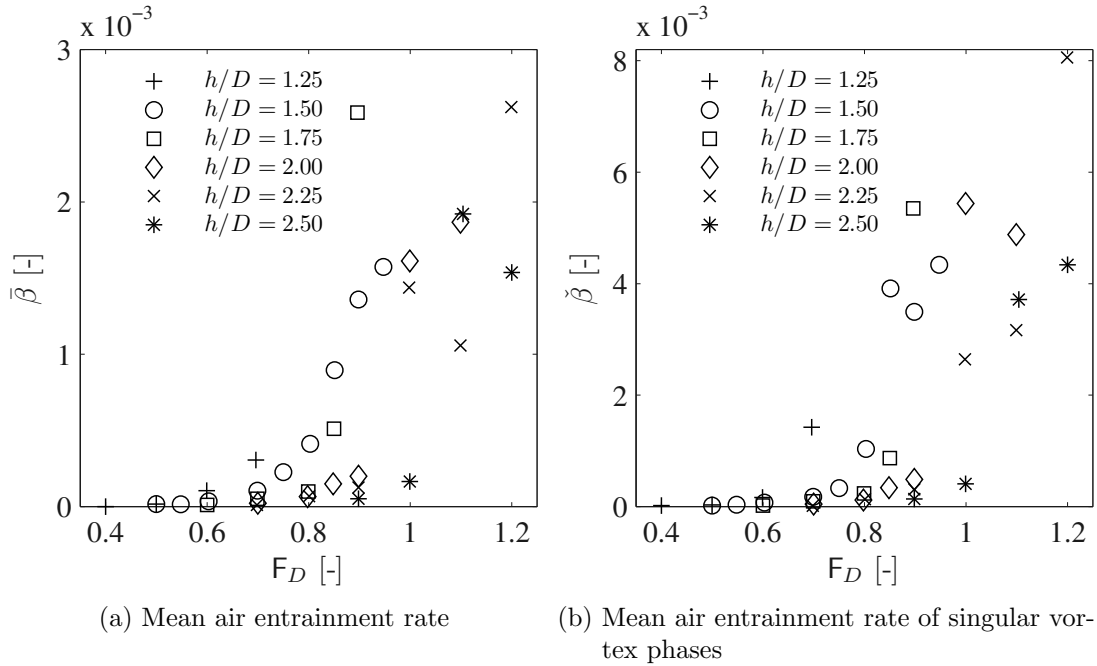 x 10⁻³
3
2
1
0
β̄ [-]
h/D = 1.25
h/D = 1.50
h/D = 1.75
h/D = 2.00
h/D = 2.25
h/D = 2.50
0.4 0.6 0.8 1 1.2
F_D [-]
(a) Mean air entrainment rate
x 10⁻³
8
6
4
2
0
β̌ [-]
h/D = 1.25
h/D = 1.50
h/D = 1.75
h/D = 2.00
h/D = 2.25
h/D = 2.50
0.4 0.6 0.8 1 1.2
F_D [-]
(b) Mean air entrainment rate of singular vor-
tex phases